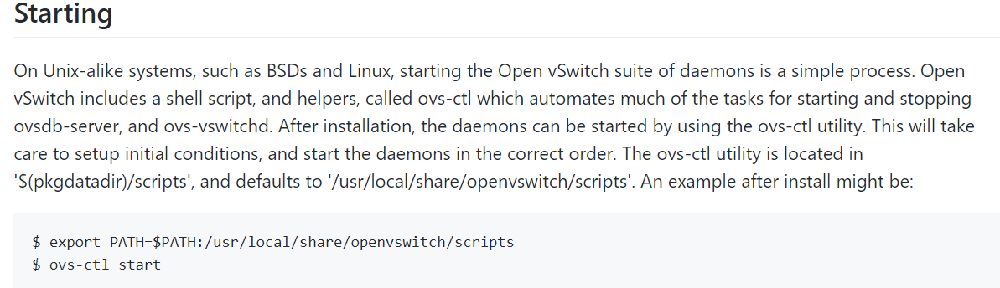 Starting
On Unix-alike systems, such as BSDs and Linux, starting the Open vSwitch suite of daemons is a simple process. Open
vSwitch includes a shell script, and helpers, called ovs-ctl which automates much of the tasks for starting and stopping
ovsdb-server, and ovs-vswitchd. After installation, the daemons can be started by using the ovs-ctl utility. This will take
care to setup initial conditions, and start the daemons in the correct order. The ovs-ctl utility is located in
'$(pkgdatadir)/scripts', and defaults to '/usr/local/share/openvswitch/scripts'. An example after install might be:
$ export PATH=$PATH:/usr/local/share/openvswitch/scripts
$ ovs-ctl start